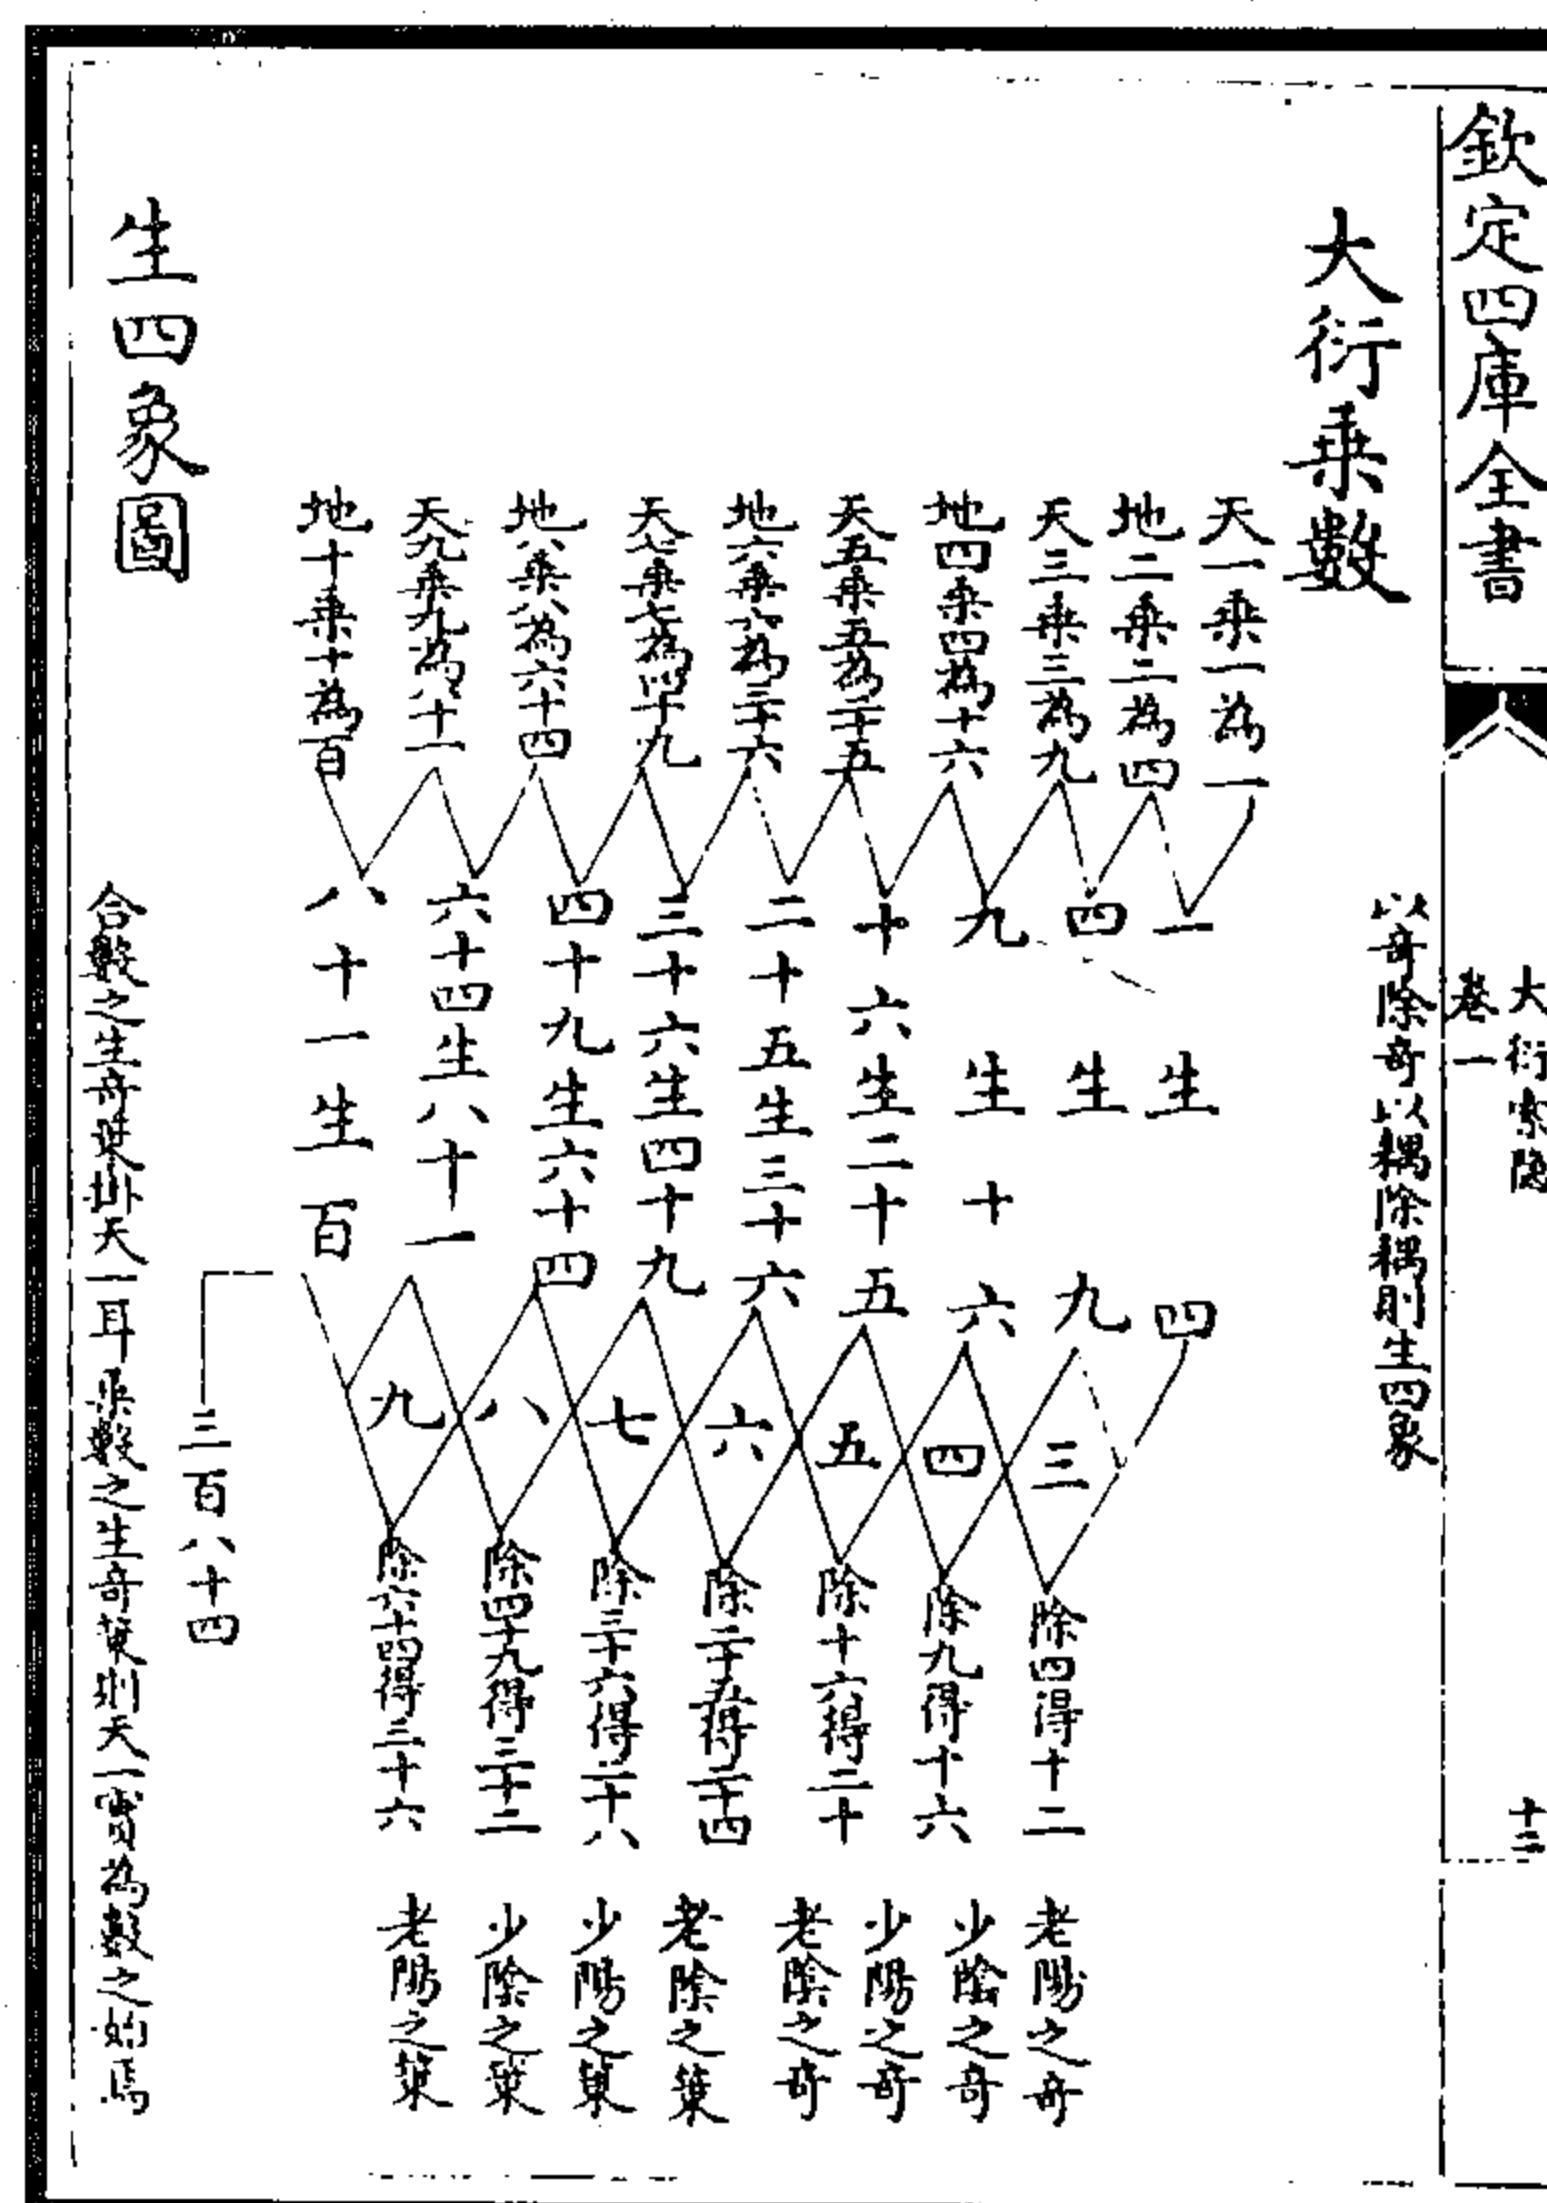 欽定四庫全書
大衍索隱
卷一
十三
大衍乘數
以奇除奇以耦除耦則生四象
天一乘一為一
地二乘二為四
天三乘三為九
地四乘四為十六
天五乘五為二十五
地六乘六為三十六
天七乘七為四十九
地八乘八為六十四
天九乘九為八十一
地十乘十為百
一生四
四生九
九生十六
十六生二十五
二十五生三十六
三十六生四十九
四十九生六十四
六十四生八十一
八十一生百
三
四
五
六
七
八
九
除四得十二
除九得十六
除十六得二十
除二十五得二十四
除三十六得二十八
除四十九得三十二
除六十四得三十六
老陽之奇
少陰之奇
少陽之奇
老陰之奇
老陰之策
少陽之策
少陰之策
老陽之策
三百八十四
生四象圖
合數之生奇策掛天一耳乘數之生奇策則天一實為數之始焉